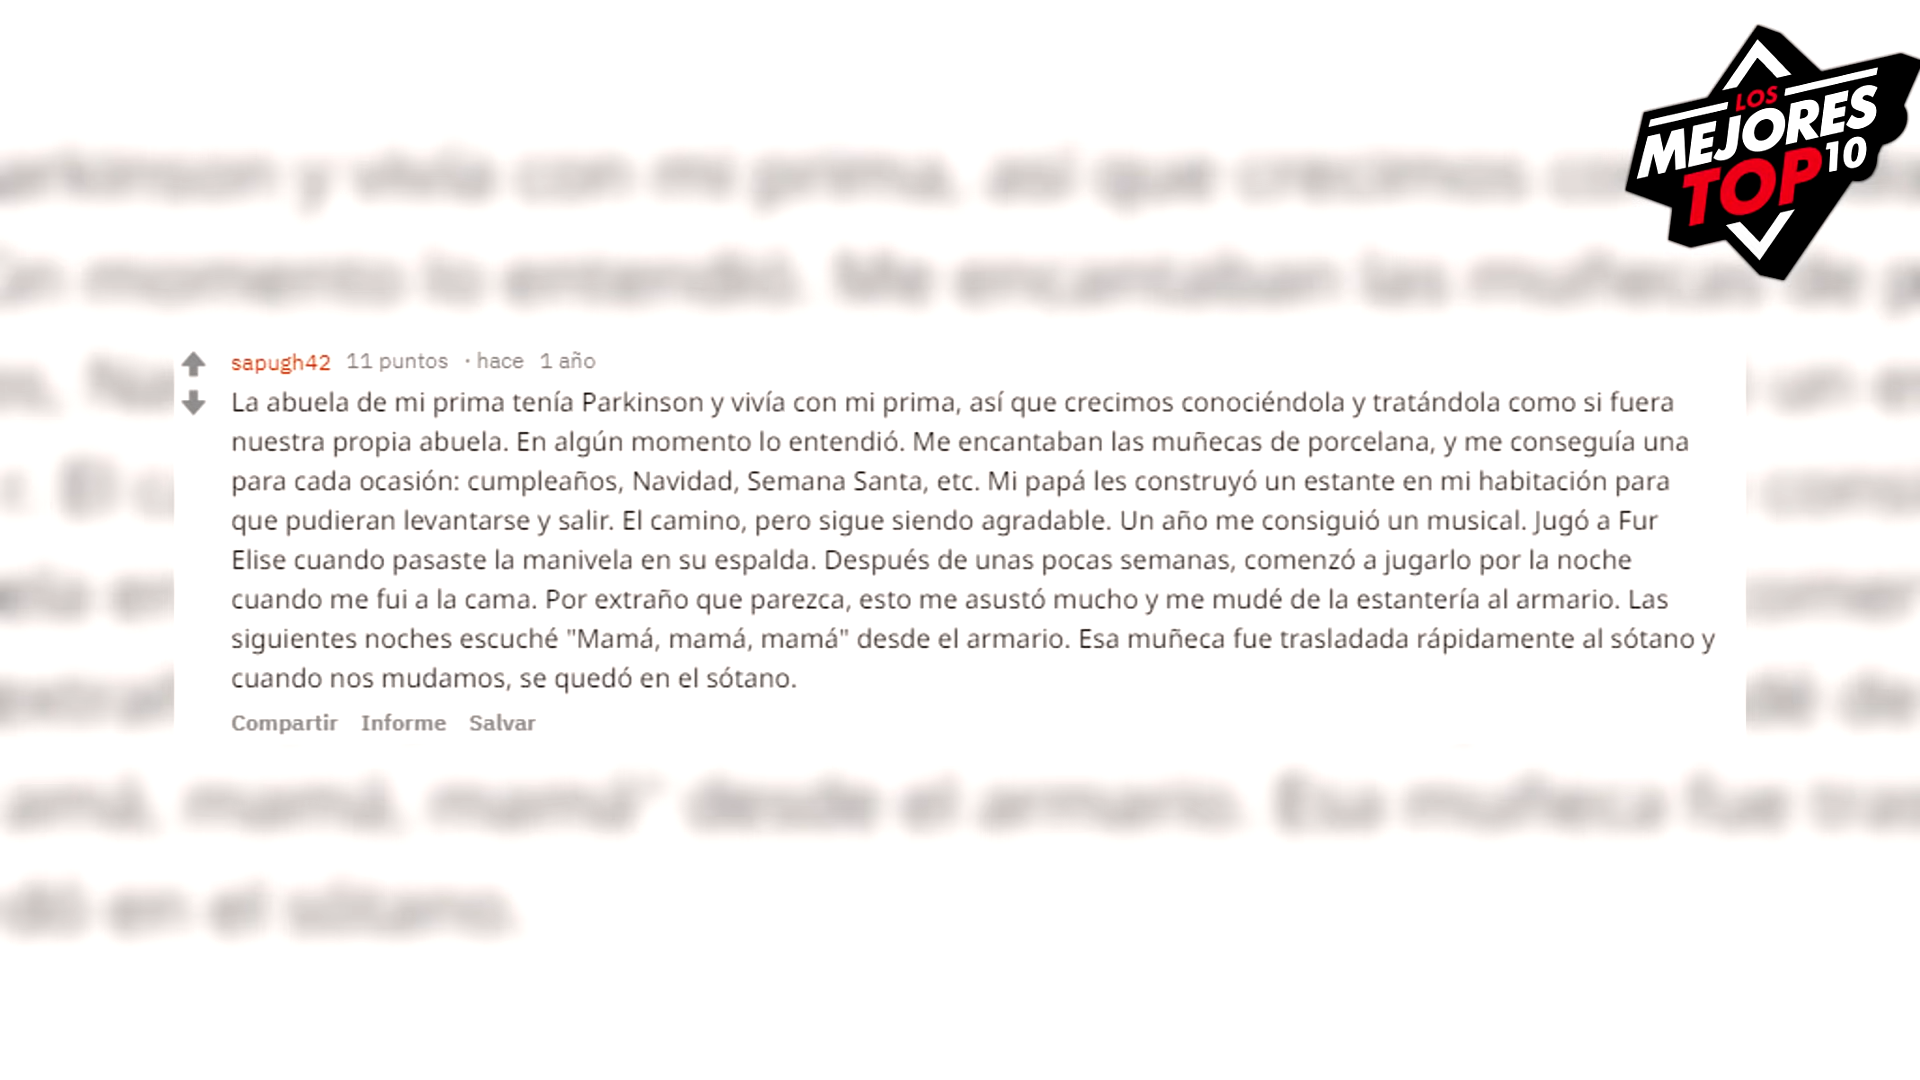 LOS
MEJORES
TOP 10
sapugh42 11 puntos · hace 1 año
La abuela de mi prima tenía Parkinson y vivía con mi prima, así que crecimos conociéndola y tratándola como si fuera
nuestra propia abuela. En algún momento lo entendió. Me encantaban las muñecas de porcelana, y me conseguía una
para cada ocasión: cumpleaños, Navidad, Semana Santa, etc. Mi papá les construyó un estante en mi habitación para
que pudieran levantarse y salir. El camino, pero sigue siendo agradable. Un año me consiguió un musical. Jugó a Fur
Elise cuando pasaste la manivela en su espalda. Después de unas pocas semanas, comenzó a jugarlo por la noche
cuando me fui a la cama. Por extraño que parezca, esto me asustó mucho y me mudé de la estantería al armario. Las
siguientes noches escuché "Mamá, mamá, mamá" desde el armario. Esa muñeca fue trasladada rápidamente al sótano y
cuando nos mudamos, se quedó en el sótano.
Compartir Informe Salvar